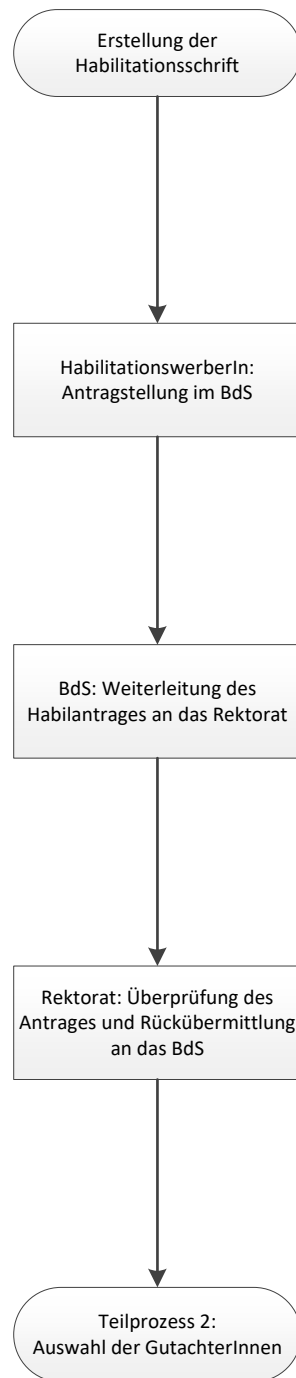 Erstellung der
Habilitationsschrift
HabilitationswerberIn:
Antragstellung im BdS
BdS: Weiterleitung des
Habilantrages an das Rektorat
Rektorat: Überprüfung des
Antrages und Rückübermittlung
an das BdS
Teilprozess 2:
Auswahl der GutachterInnen